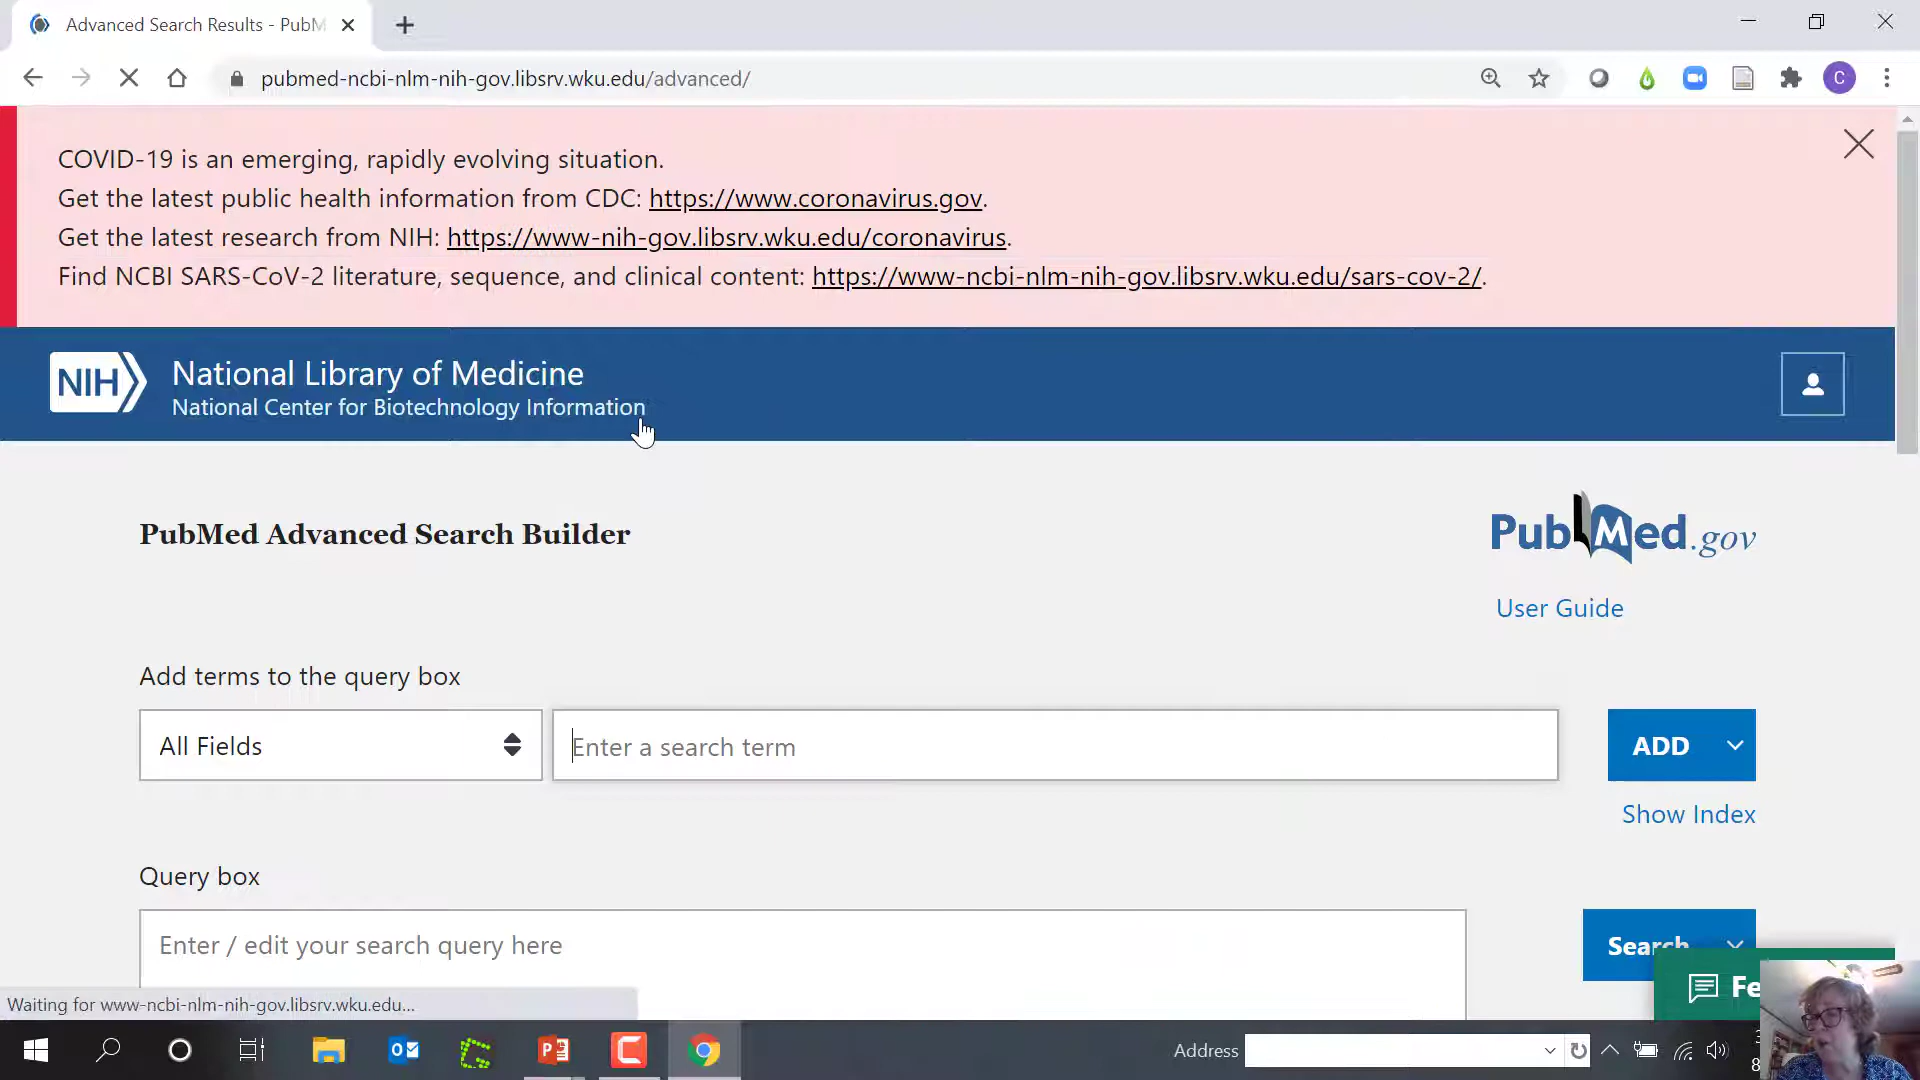 Advanced Search Results - PubM
pubmed-ncbi-nlm-nih-gov.libsrv.wku.edu/advanced/
C
COVID-19 is an emerging, rapidly evolving situation.
Get the latest public health information from CDC: https://www.coronavirus.gov.
Get the latest research from NIH: https://www-nih-gov.libsrv.wku.edu/coronavirus.
Find NCBI SARS-CoV-2 literature, sequence, and clinical content: https://www-ncbi-nlm-nih-gov.libsrv.wku.edu/sars-cov-2/.
NIH National Library of Medicine
National Center for Biotechnology Information
PubMed Advanced Search Builder
PubMed.gov
User Guide
Add terms to the query box
All Fields
Enter a search term
ADD
Show Index
Query box
Enter / edit your search query here
Search
Fe
Waiting for www-ncbi-nlm-nih-gov.libsrv.wku.edu...
Address